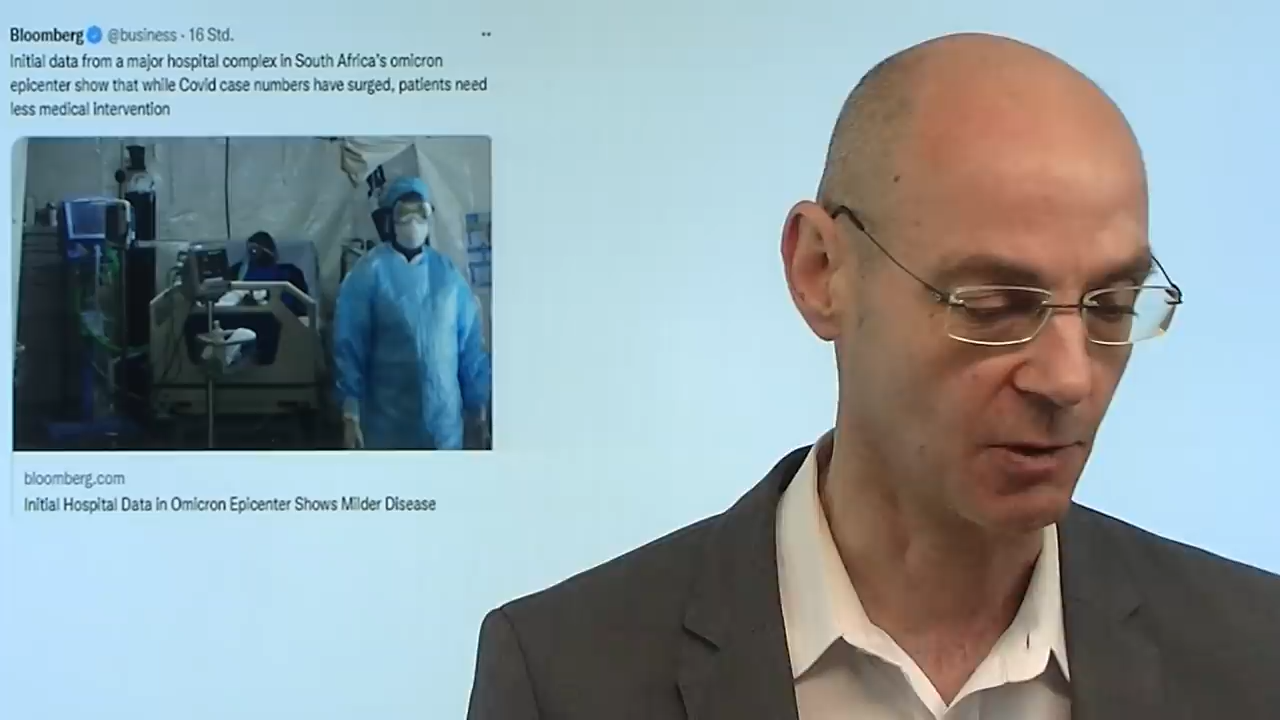 Bloomberg @business · 16 Std.
Initial data from a major hospital complex in South Africa's omicron
epicenter show that while Covid case numbers have surged, patients need
less medical intervention
bloomberg.com
Initial Hospital Data in Omicron Epicenter Shows Milder Disease